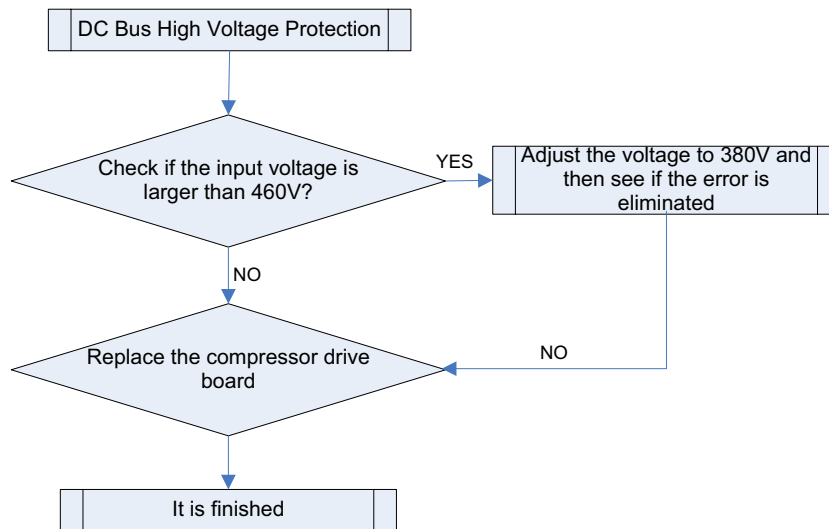 DC Bus High Voltage Protection
Check if the input voltage is
larger than 460V?
YES
Adjust the voltage to 380V and
then see if the error is
eliminated
NO
Replace the compressor drive
board
NO
It is finished